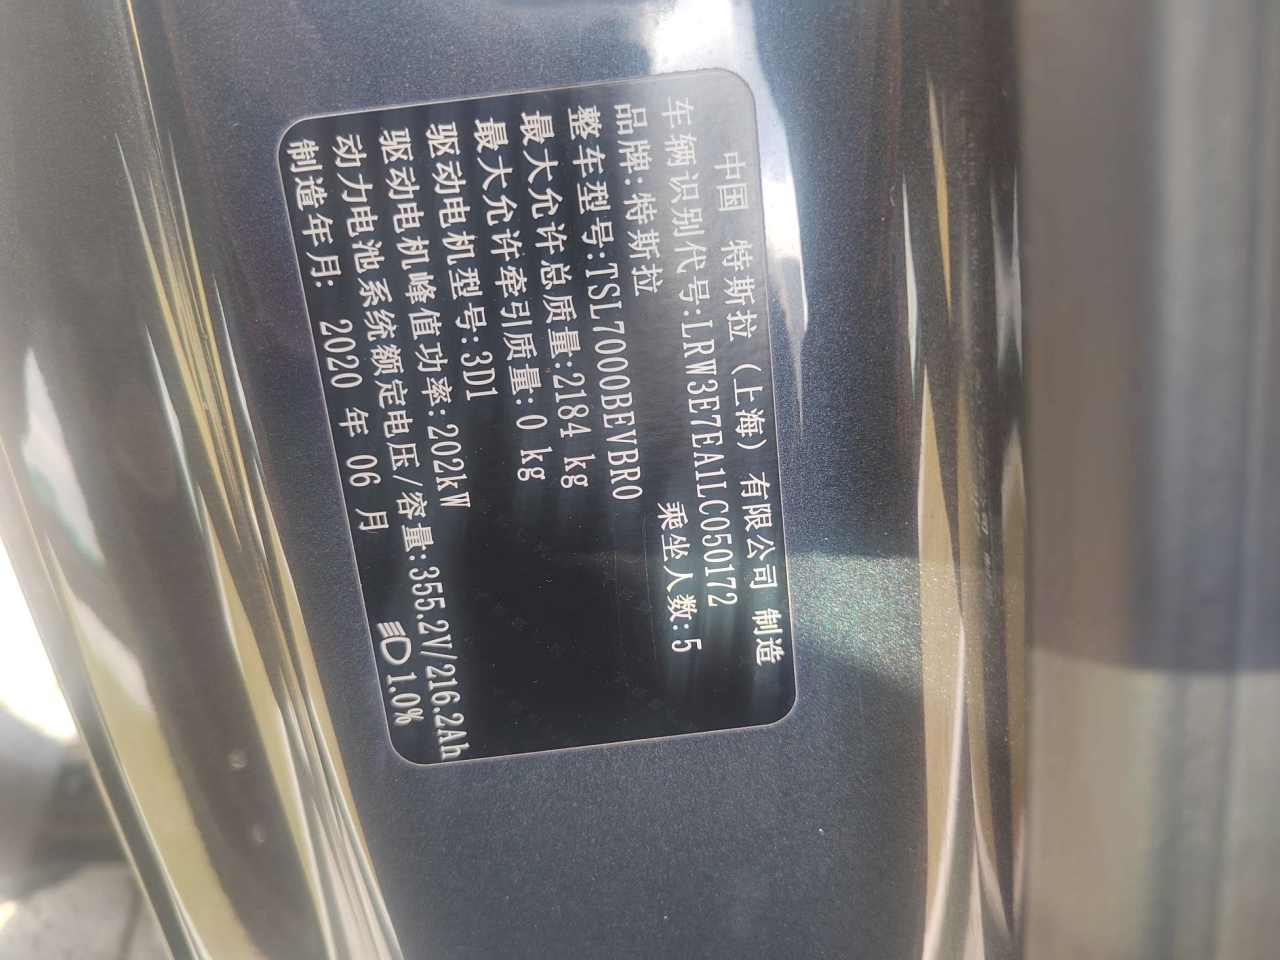 中国 特斯拉（上海）有限公司 制造
车辆识别代号:LRW3E7EA1LC050172
品牌:特斯拉 乘坐人数:5
整车型号:TSL7000BEVBR0
最大允许总质量:2184 kg
最大允许牵引质量:0 kg
驱动电机型号:3D1
驱动电机峰值功率:202kW
动力电池系统额定电压/容量:355.2V/216.2Ah
制造年月: 2020 年 06 月 1.0%